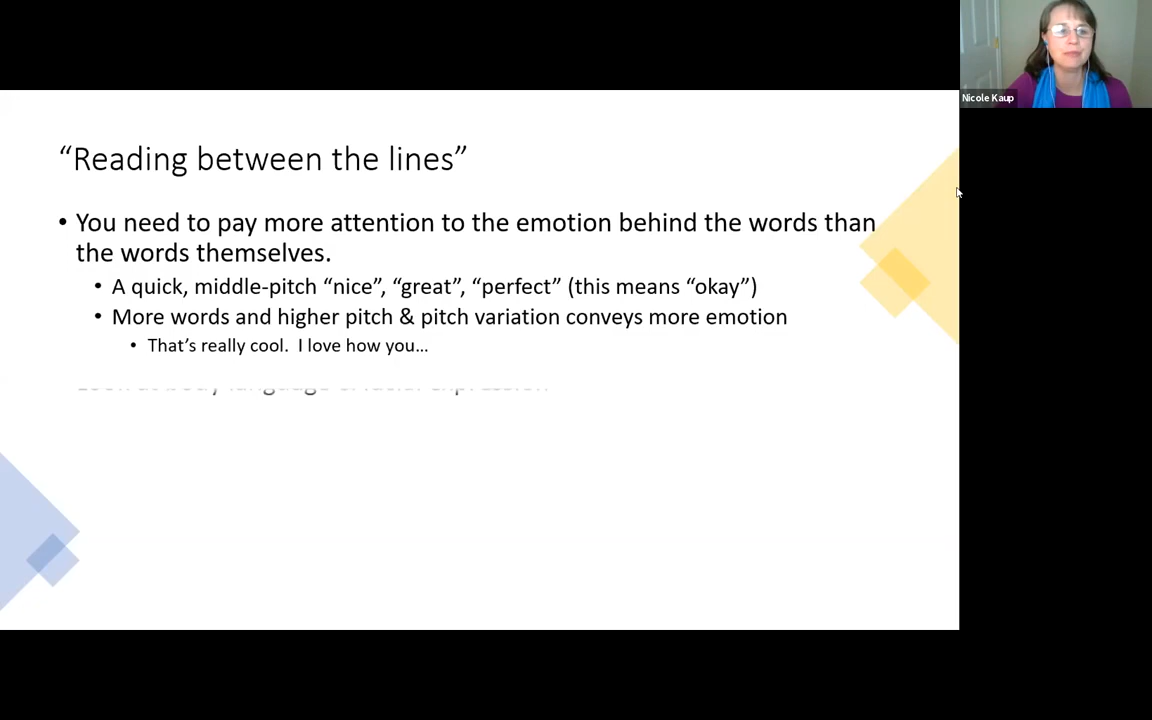 Nicole Kaup
“Reading between the lines”
• You need to pay more attention to the emotion behind the words than
the words themselves.
• A quick, middle-pitch “nice”, “great”, “perfect” (this means “okay”)
• More words and higher pitch & pitch variation conveys more emotion
• That’s really cool.  I love how you…